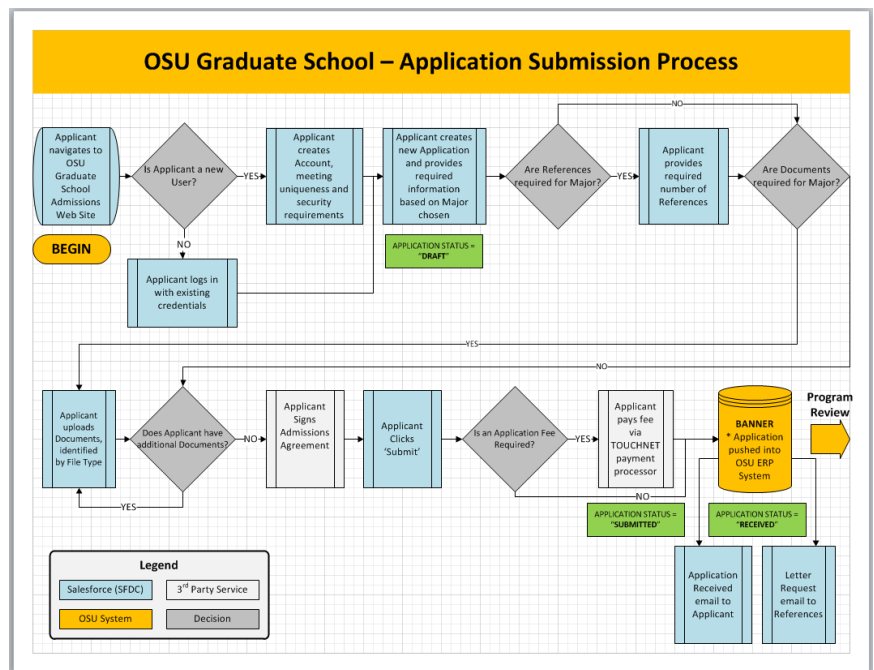 OSU Graduate School – Application Submission Process
NO
Applicant
navigates to
OSU
Graduate
School
Admissions
Web Site
Is Applicant a new
User?
YES
Applicant
creates
Account,
meeting
uniqueness and
security
requirements
Applicant creates
new Application
and provides
required
information
based on Major
chosen
Are References
required for Major?
YES
Applicant
provides
required
number of
References
Are Documents
required for Major?
BEGIN
NO
APPLICATION STATUS =
"DRAFT"
Applicant logs in
with existing
credentials
YES
NO
Applicant
uploads
Documents,
identified
by File Type
Does Applicant have
additional Documents?
NO
Applicant
Signs
Admissions
Agreement
Applicant
Clicks
‘Submit’
Is an Application Fee
Required?
YES
Applicant
pays fee
via
TOUCHNET
payment
processor
BANNER
* Application
pushed into
OSU ERP
System
Program
Review
YES
NO
APPLICATION STATUS =
"SUBMITTED"
APPLICATION STATUS =
"RECEIVED"
Legend
Salesforce (SFDC)
3rd Party Service
OSU System
Decision
Application
Received
email to
Applicant
Letter
Request
email to
References